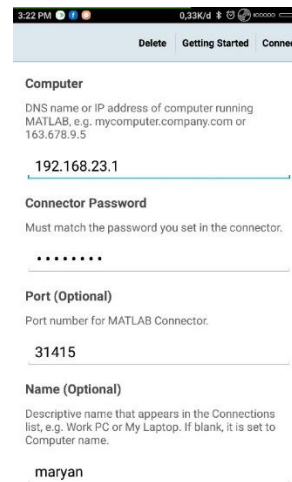 3:22 PM
0,33K/d
Delete Getting Started Connec
Computer
DNS name or IP address of computer running
MATLAB, e.g. mycomputer.company.com or
163.678.9.5
192.168.23.1
Connector Password
Must match the password you set in the connector.
••••••••
Port (Optional)
Port number for MATLAB Connector.
31415
Name (Optional)
Descriptive name that appears in the Connections
list, e.g. Work PC or My Laptop. If blank, it is set to
Computer name.
maryan